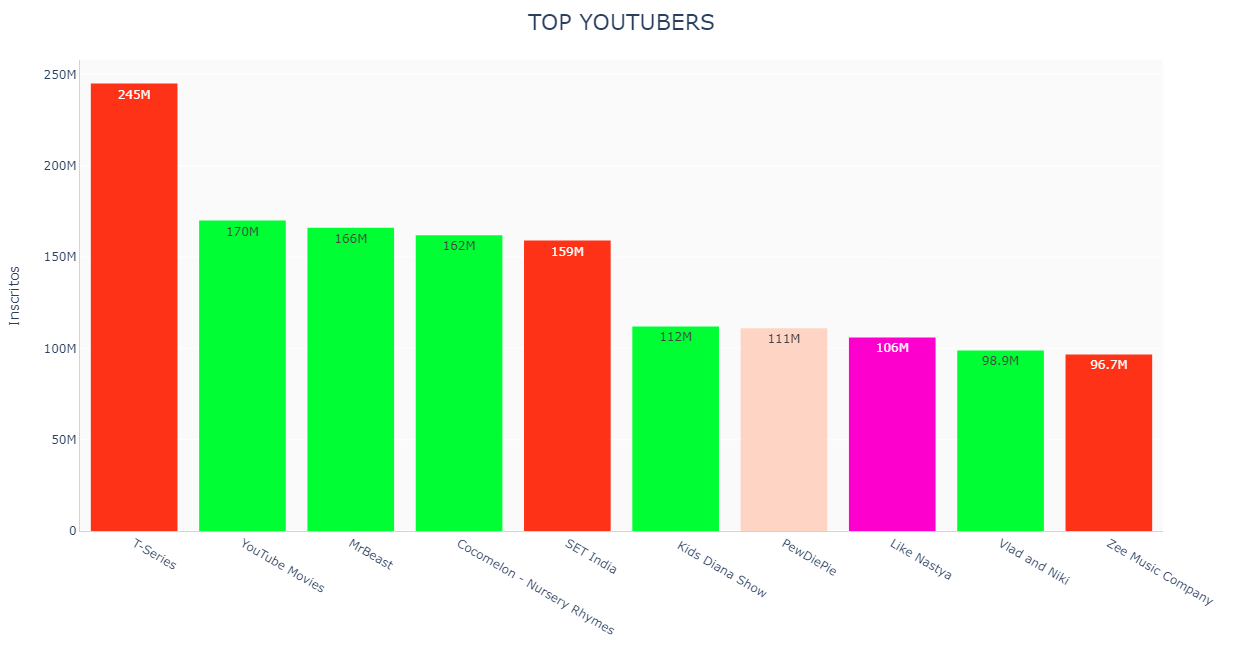 TOP YOUTUBERS
Inscritos
250M
200M
150M
100M
50M
0
245M
170M
166M
162M
159M
112M
111M
106M
98.9M
96.7M
T-Series
YouTube Movies
MrBeast
Cocomelon - Nursery Rhymes
SET India
Kids Diana Show
PewDiePie
Like Nastya
Vlad and Niki
Zee Music Company